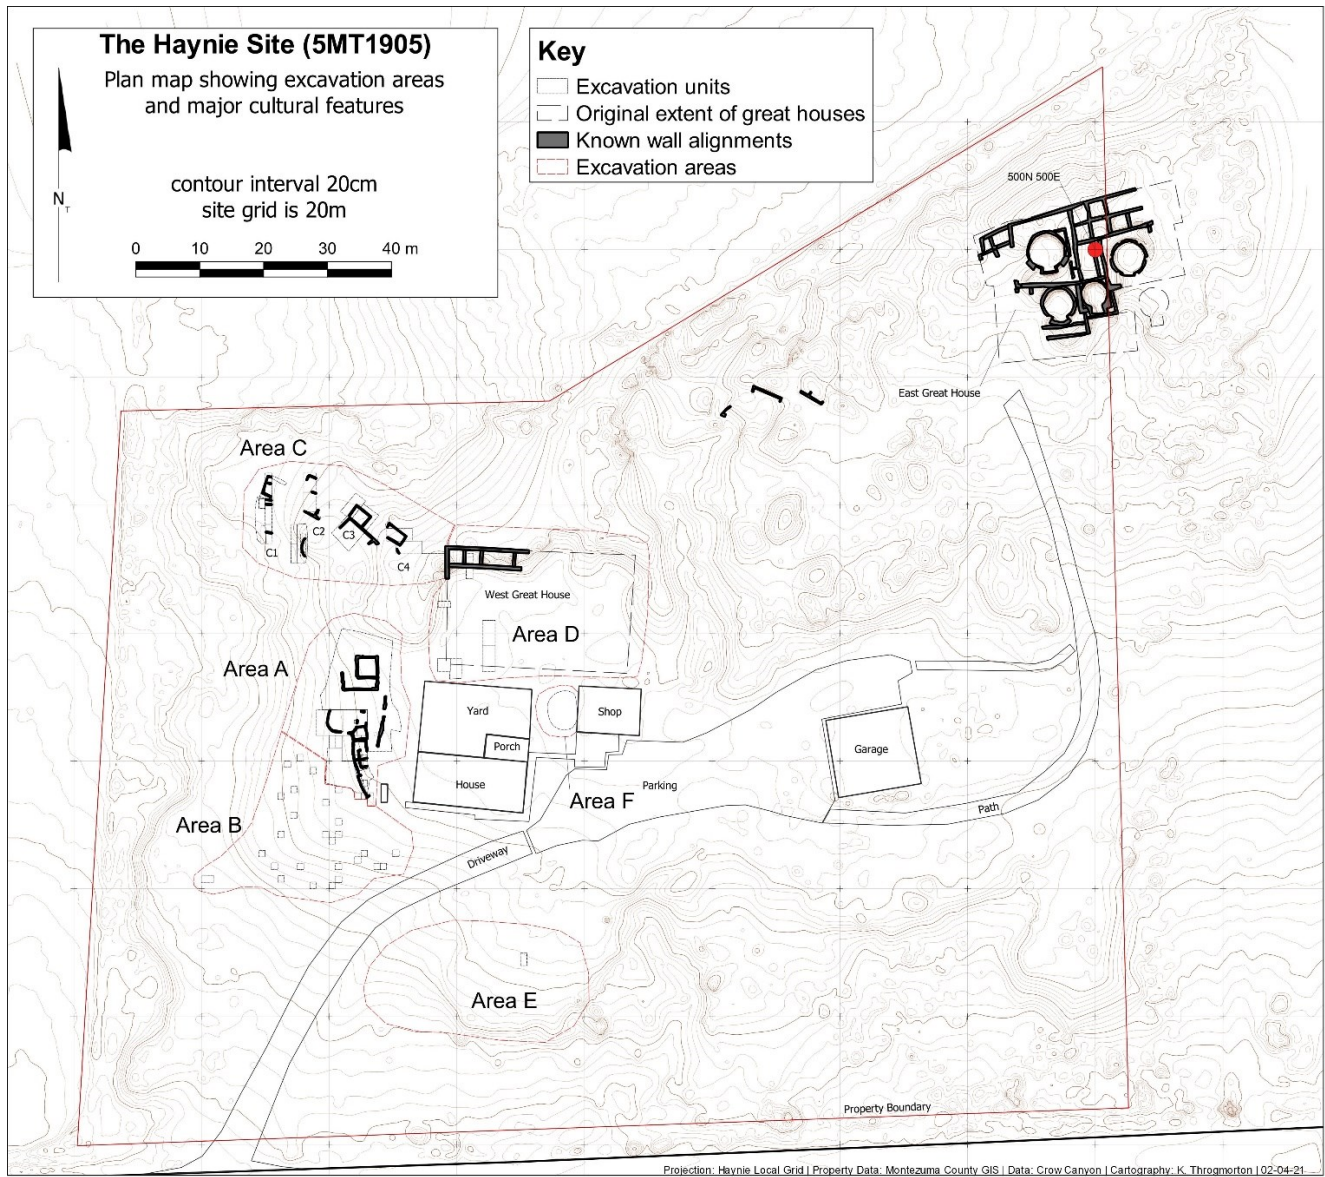 The Haynie Site (5MT1905)
Plan map showing excavation areas
and major cultural features
N
T
contour interval 20cm
site grid is 20m
0 10 20 30 40 m
Key
Excavation units
Original extent of great houses
Known wall alignments
Excavation areas
500N 500E
East Great House
Area C
C1
C2
C3
C4
West Great House
Area D
Area A
Yard
Porch
House
Shop
Garage
Parking
Area F
Path
Area B
Driveway
Area E
Property Boundary
Projection: Haynie Local Grid | Property Data: Montezuma County GIS | Data: Crow Canyon | Cartography: K. Throgmorton | 02-04-21